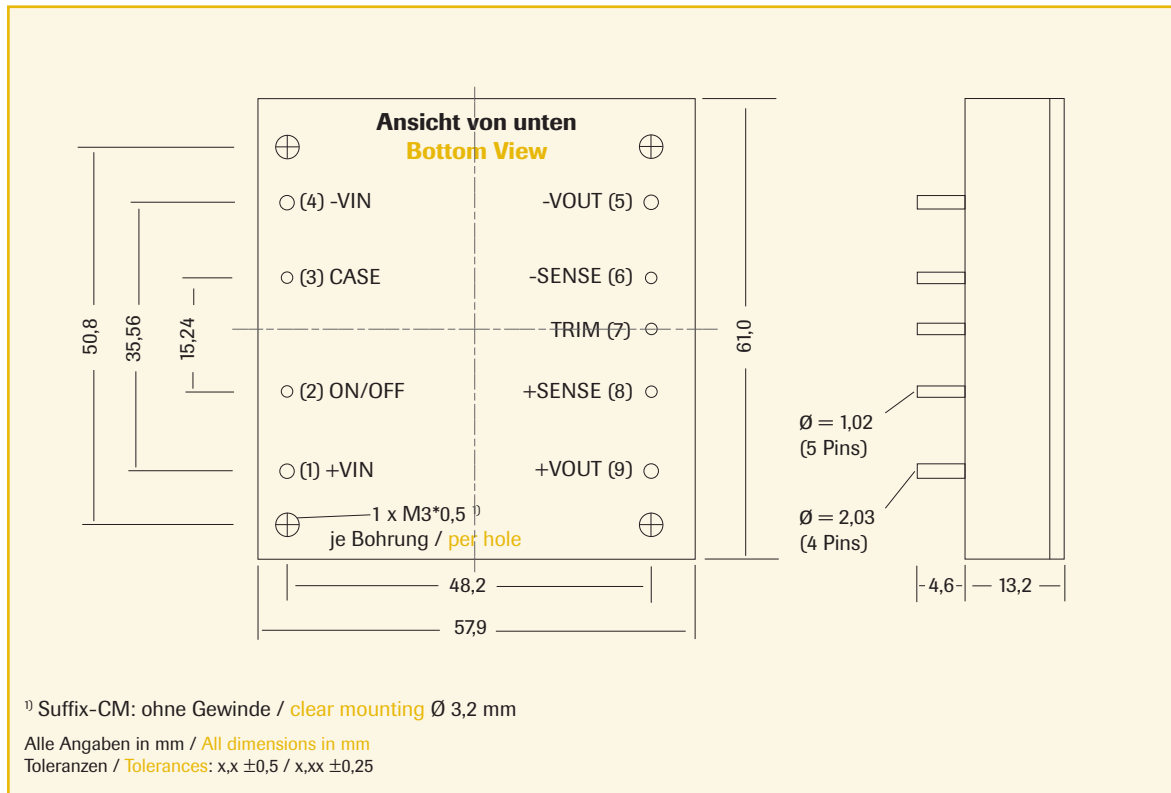 Ansicht von unten
Bottom View
(4) -VIN
-VOUT (5)
(3) CASE
-SENSE (6)
TRIM (7)
(2) ON/OFF
+SENSE (8)
(1) +VIN
+VOUT (9)
1 x M3*0,5 ¹⁾
je Bohrung / per hole
50,8
35,56
15,24
61,0
48,2
57,9
Ø = 1,02
(5 Pins)
Ø = 2,03
(4 Pins)
4,6
13,2
¹⁾ Suffix-CM: ohne Gewinde / clear mounting Ø 3,2 mm
Alle Angaben in mm / All dimensions in mm
Toleranzen / Tolerances: x,x ±0,5 / x,xx ±0,25